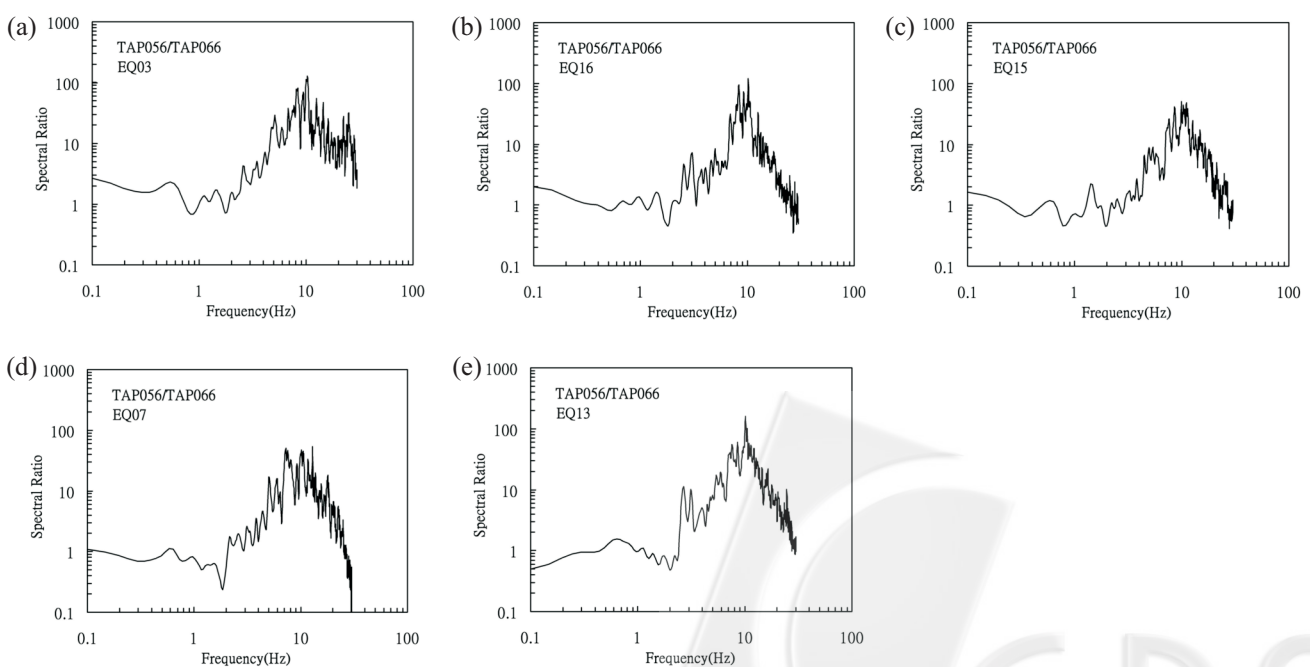 (a)
1000
100
10
1
0.1
Spectral Ratio
TAP056/TAP066
EQ03
0.1 1 10 100
Frequency(Hz)
(b)
1000
100
10
1
0.1
Spectral Ratio
TAP056/TAP066
EQ16
0.1 1 10 100
Frequency(Hz)
(c)
1000
100
10
1
0.1
Spectral Ratio
TAP056/TAP066
EQ15
0.1 1 10 100
Frequency(Hz)
(d)
1000
100
10
1
0.1
Spectral Ratio
TAP056/TAP066
EQ07
0.1 1 10 100
Frequency(Hz)
(e)
1000
100
10
1
0.1
Spectral Ratio
TAP056/TAP066
EQ13
0.1 1 10 100
Frequency(Hz)